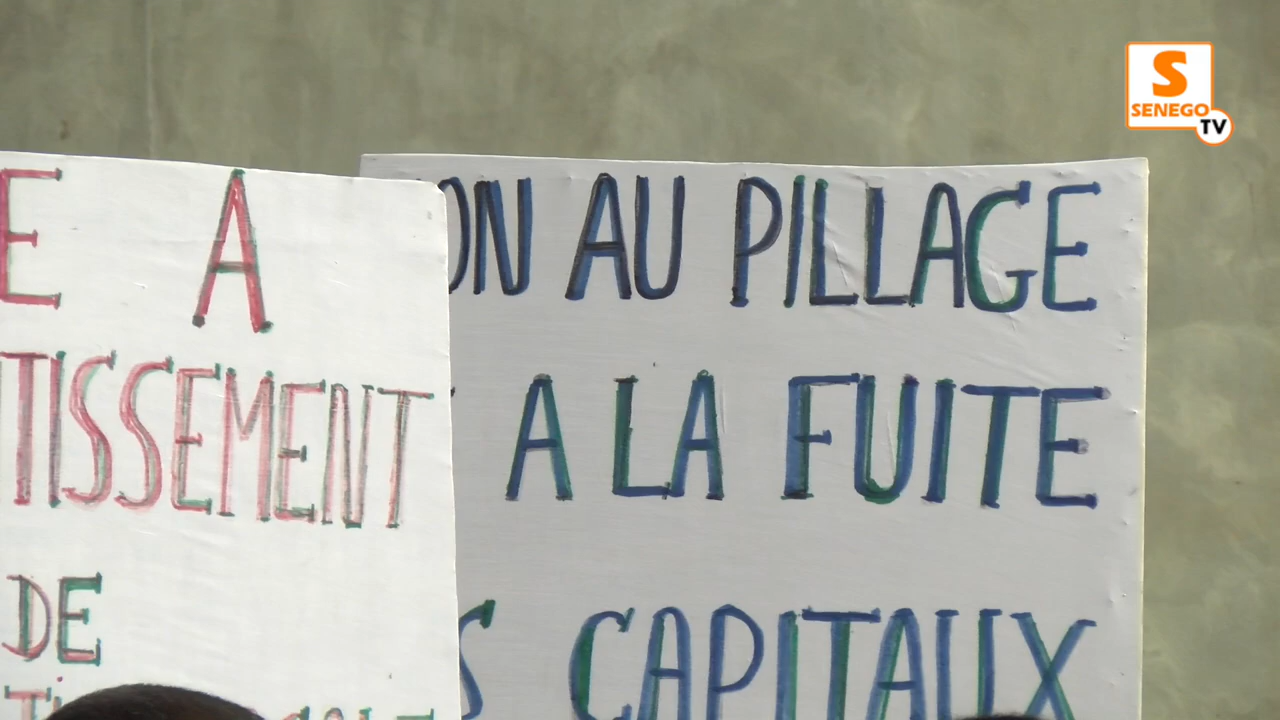 E A
TISSEMENT
DE
ON AU PILLAGE
A LA FUITE
S CAPITAUX
S
SENEGO
TV